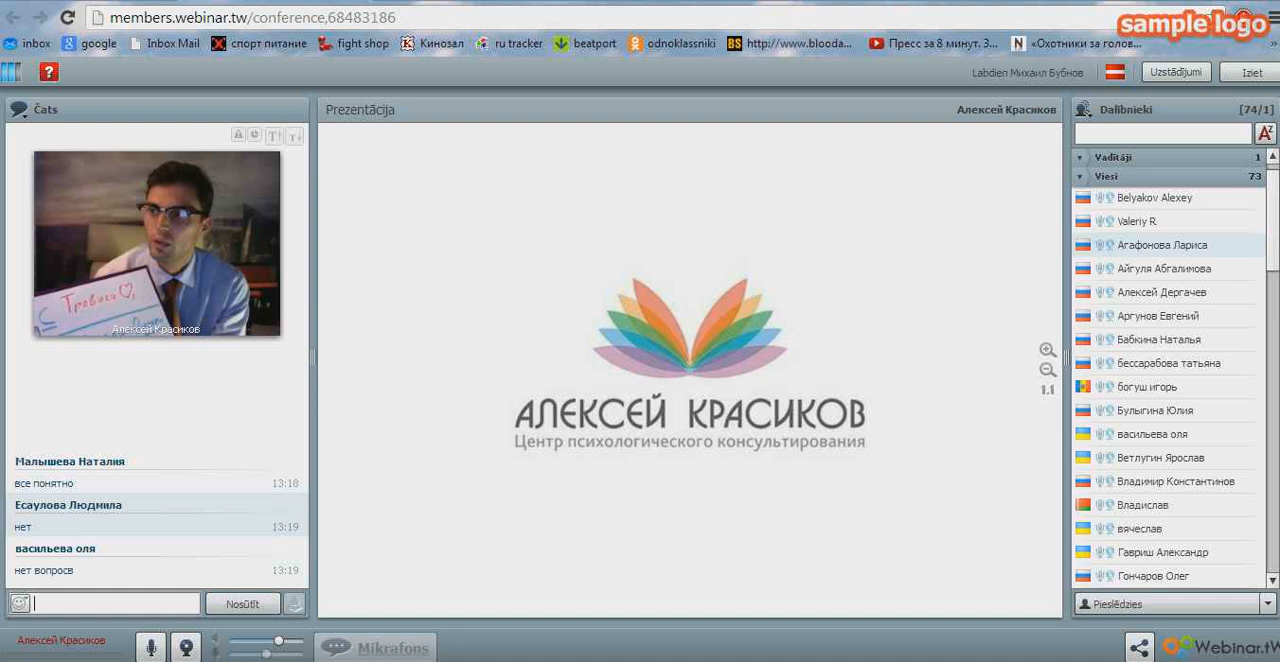 members.webinar.tw/conference,68483186
sample logo
inbox
google
Inbox Mail
спорт питание
fight shop
Кинозал
ru tracker
beatport
odnoklassniki
BS http://www.blooda...
Пресс за 8 минут. 3...
N «Охотники за голов...
»
?
Labdien Михаил Бубнов
Uzstādījumi
Iziet
Čats
Prezentācija
Алексей Красиков
Dalībnieki
[74/1]
Vadītāji 1
Viesi 73
Тревога
Алексей Красиков
Belyakov Alexey
Valeriy R
Агафонова Лариса
Айгуля Абгалимова
Алексей Дергачев
Аргунов Евгений
Бабкина Наталья
бессарабова татьяна
богуш игорь
Булыгина Юлия
васильева оля
Ветлугин Ярослав
Владимир Константинов
Владислав
вячеслав
Гавриш Александр
Гончаров Олег
АЛЕКСЕЙ КРАСИКОВ
Центр психологического консультирования
1:1
Малышева Наталия
все понятно 13:18
Есаулова Людмила
нет 13:19
васильева оля
нет вопросв 13:19
Nosūtīt
Pieslēdzies
Алексей Красиков
Mikrafons
Webinar.tw